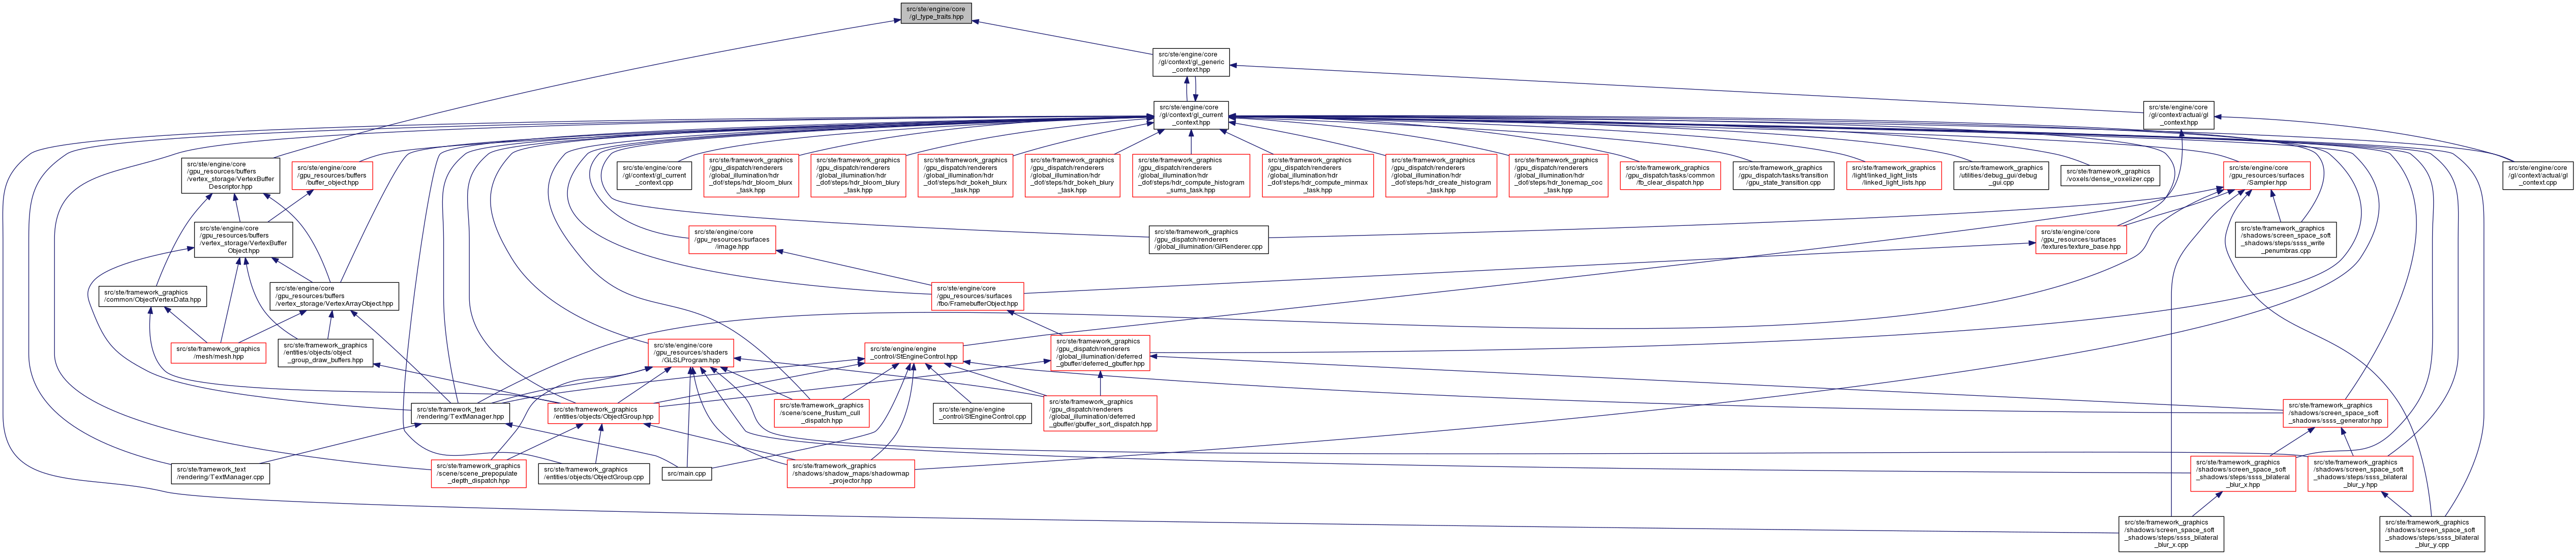 src/ste/engine/core
/gl_type_traits.hpp
src/ste/engine/core
/gl/context/gl_generic
_context.hpp
src/ste/engine/core
/gl/context/gl_current
_context.hpp
src/ste/engine/core
/gl/context/actual/gl
_context.hpp
src/ste/engine/core
/gpu_resources/buffers
/vertex_storage/VertexBuffer
Descriptor.hpp
src/ste/engine/core
/gpu_resources/buffers
/buffer_object.hpp
src/ste/engine/core
/gl/context/gl_current
_context.cpp
src/ste/framework_graphics
/gpu_dispatch/renderers
/global_illumination/hdr
_dof/steps/hdr_bloom_blurx
_task.hpp
src/ste/framework_graphics
/gpu_dispatch/renderers
/global_illumination/hdr
_dof/steps/hdr_bloom_blury
_task.hpp
src/ste/framework_graphics
/gpu_dispatch/renderers
/global_illumination/hdr
_dof/steps/hdr_bokeh_blurx
_task.hpp
src/ste/framework_graphics
/gpu_dispatch/renderers
/global_illumination/hdr
_dof/steps/hdr_bokeh_blury
_task.hpp
src/ste/framework_graphics
/gpu_dispatch/renderers
/global_illumination/hdr
_dof/steps/hdr_compute_histogram
_sums_task.hpp
src/ste/framework_graphics
/gpu_dispatch/renderers
/global_illumination/hdr
_dof/steps/hdr_compute_minmax
_task.hpp
src/ste/framework_graphics
/gpu_dispatch/renderers
/global_illumination/hdr
_dof/steps/hdr_create_histogram
_task.hpp
src/ste/framework_graphics
/gpu_dispatch/renderers
/global_illumination/hdr
_dof/steps/hdr_tonemap_coc
_task.hpp
src/ste/framework_graphics
/gpu_dispatch/tasks/common
/fb_clear_dispatch.hpp
src/ste/framework_graphics
/gpu_dispatch/tasks/transition
/gpu_state_transition.cpp
src/ste/framework_graphics
/light/linked_light_lists
/linked_light_lists.hpp
src/ste/framework_graphics
/utilities/debug_gui/debug
_gui.cpp
src/ste/framework_graphics
/voxels/dense_voxelizer.cpp
src/ste/engine/core
/gpu_resources/surfaces
/Sampler.hpp
src/ste/engine/core
/gl/context/actual/gl
_context.cpp
src/ste/engine/core
/gpu_resources/buffers
/vertex_storage/VertexBuffer
Object.hpp
src/ste/engine/core
/gpu_resources/surfaces
/image.hpp
src/ste/framework_graphics
/gpu_dispatch/renderers
/global_illumination/GIRenderer.cpp
src/ste/engine/core
/gpu_resources/surfaces
/textures/texture_base.hpp
src/ste/framework_graphics
/shadows/screen_space_soft
_shadows/steps/ssss_write
_penumbras.cpp
src/ste/framework_graphics
/common/ObjectVertexData.hpp
src/ste/engine/core
/gpu_resources/buffers
/vertex_storage/VertexArrayObject.hpp
src/ste/engine/core
/gpu_resources/surfaces
/fbo/FramebufferObject.hpp
src/ste/framework_graphics
/mesh/mesh.hpp
src/ste/framework_graphics
/entities/objects/object
_group_draw_buffers.hpp
src/ste/engine/core
/gpu_resources/shaders
/GLSLProgram.hpp
src/ste/engine/engine
_control/StEngineControl.hpp
src/ste/framework_graphics
/gpu_dispatch/renderers
/global_illumination/deferred
_gbuffer/deferred_gbuffer.hpp
src/ste/framework_text
/rendering/TextManager.hpp
src/ste/framework_graphics
/entities/objects/ObjectGroup.hpp
src/ste/framework_graphics
/scene/scene_frustum_cull
_dispatch.hpp
src/ste/engine/engine
_control/StEngineControl.cpp
src/ste/framework_graphics
/gpu_dispatch/renderers
/global_illumination/deferred
_gbuffer/gbuffer_sort_dispatch.hpp
src/ste/framework_graphics
/shadows/screen_space_soft
_shadows/ssss_generator.hpp
src/ste/framework_text
/rendering/TextManager.cpp
src/ste/framework_graphics
/scene/scene_prepopulate
_depth_dispatch.hpp
src/ste/framework_graphics
/entities/objects/ObjectGroup.cpp
src/main.cpp
src/ste/framework_graphics
/shadows/shadow_maps/shadowmap
_projector.hpp
src/ste/framework_graphics
/shadows/screen_space_soft
_shadows/steps/ssss_bilateral
_blur_x.hpp
src/ste/framework_graphics
/shadows/screen_space_soft
_shadows/steps/ssss_bilateral
_blur_y.hpp
src/ste/framework_graphics
/shadows/screen_space_soft
_shadows/steps/ssss_bilateral
_blur_x.cpp
src/ste/framework_graphics
/shadows/screen_space_soft
_shadows/steps/ssss_bilateral
_blur_y.cpp